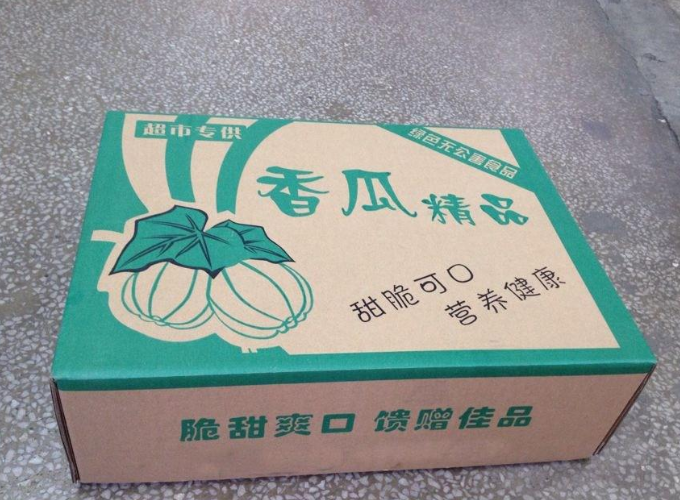 超市专供
绿色无公害食品
香瓜精品
甜脆可口
营养健康
脆甜爽口 馈赠佳品